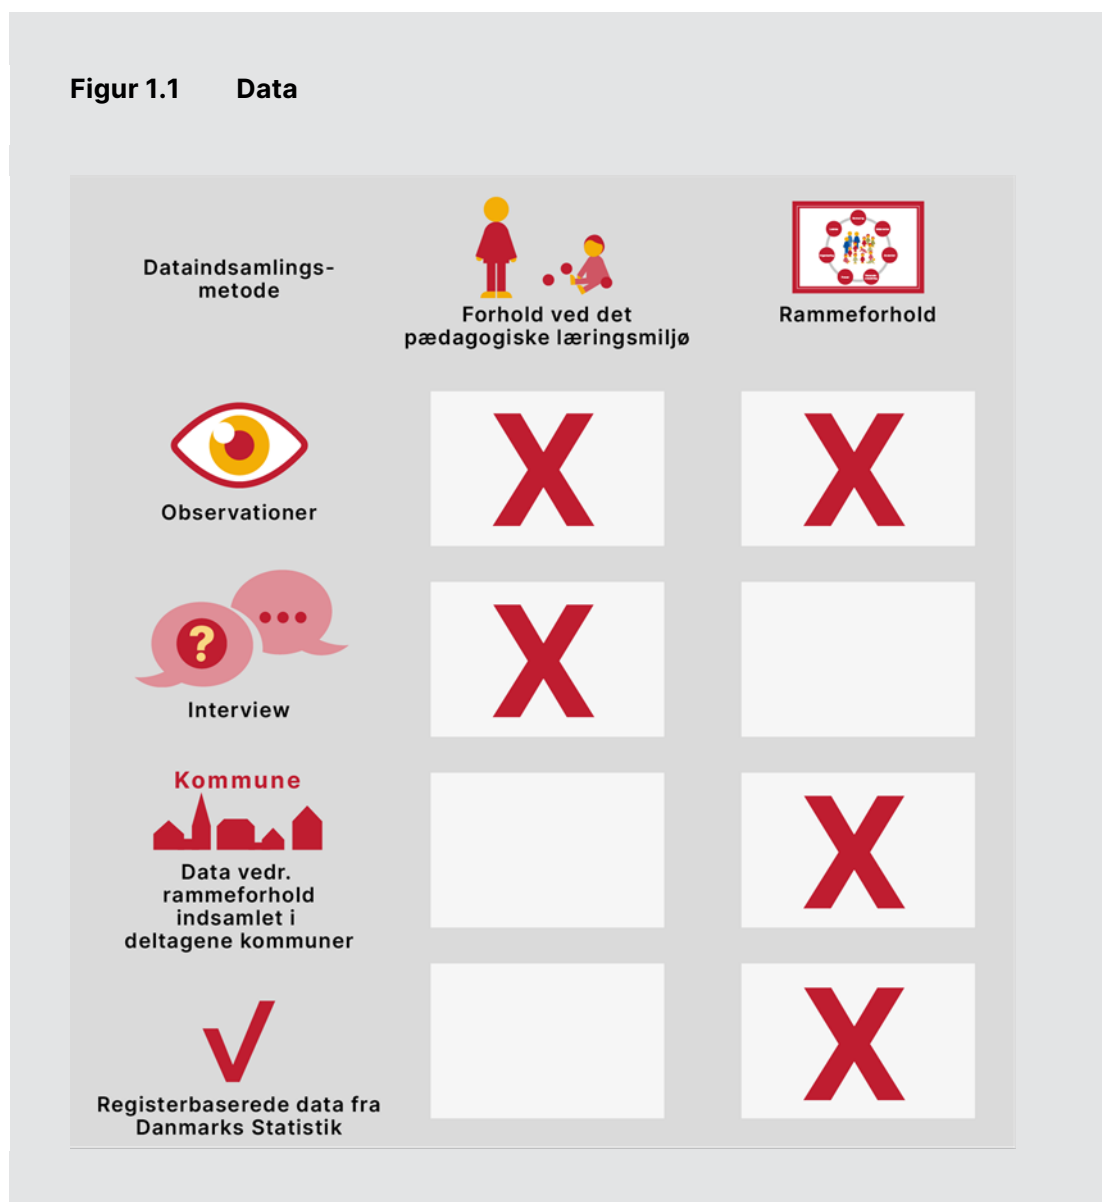 Figur 1.1 Data
Dataindsamlings-
metode
Forhold ved det
pædagogiske læringsmiljø
Rammeforhold
X X
Observationer
?
X
Interview
Kommune
X
Data vedr.
rammeforhold
indsamlet i
deltagene kommuner
X
Registerbaserede data fra
Danmarks Statistik